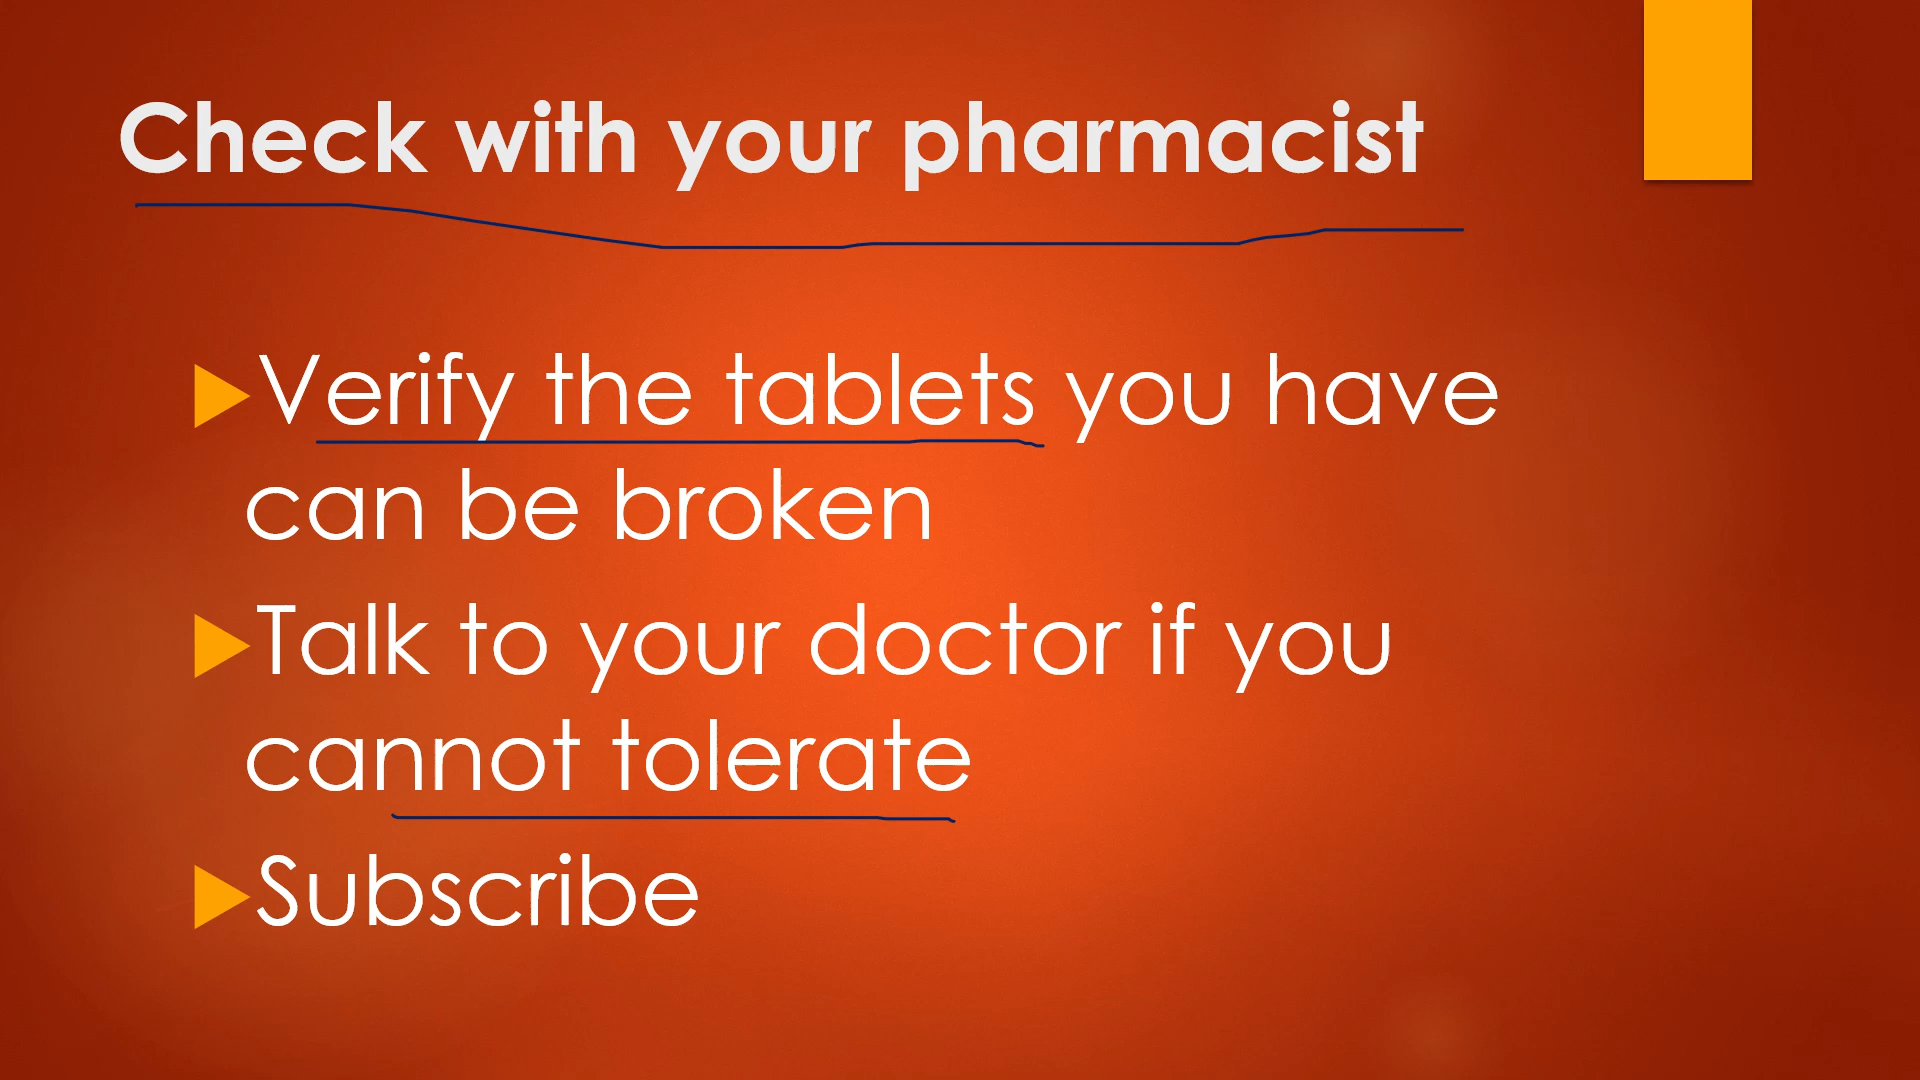 Check with your pharmacist
Verify the tablets you have
can be broken
Talk to your doctor if you
cannot tolerate
Subscribe